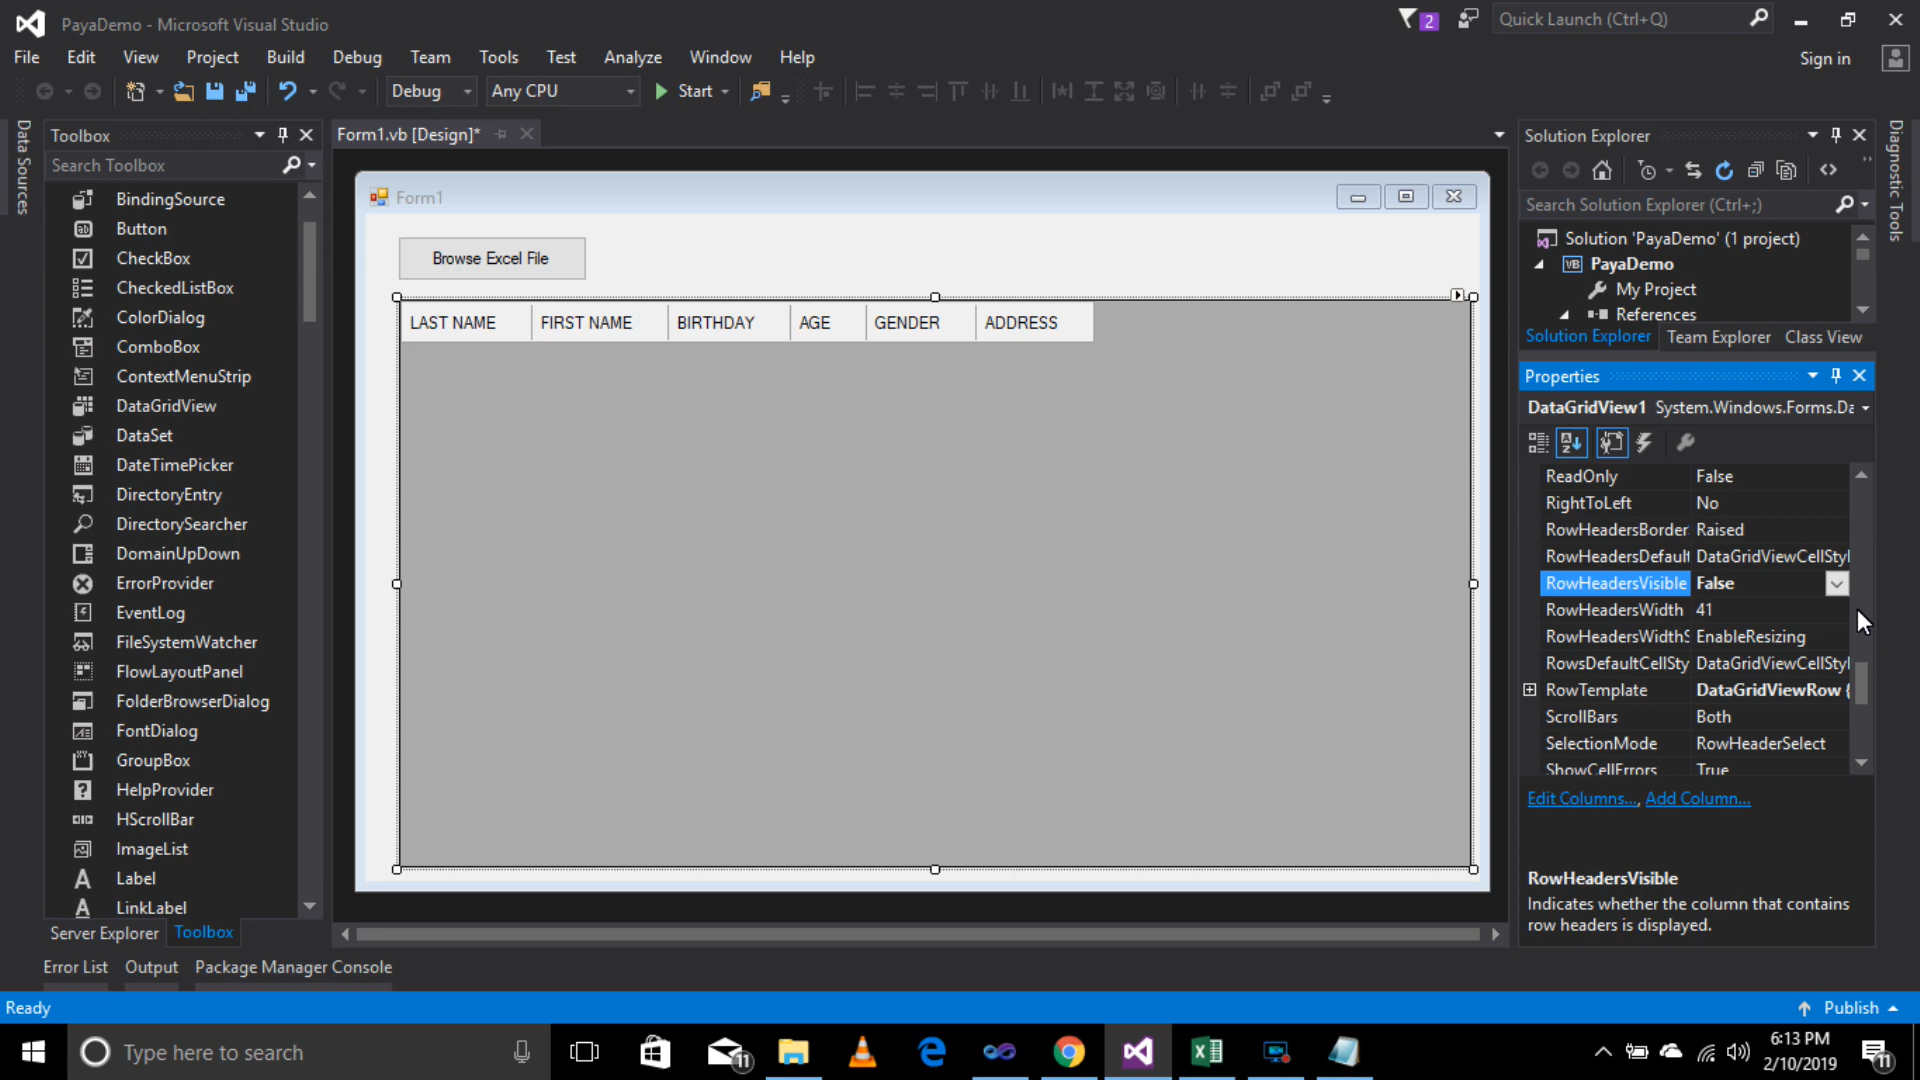 PayaDemo - Microsoft Visual Studio
2
Quick Launch (Ctrl+Q)
File Edit View Project Build Debug Team Tools Test Analyze Window Help
Sign in
Debug Any CPU Start
Data Sources
Toolbox
Search Toolbox
BindingSource
Button
CheckBox
CheckedListBox
ColorDialog
ComboBox
ContextMenuStrip
DataGridView
DataSet
DateTimePicker
DirectoryEntry
DirectorySearcher
DomainUpDown
ErrorProvider
EventLog
FileSystemWatcher
FlowLayoutPanel
FolderBrowserDialog
FontDialog
GroupBox
HelpProvider
HScrollBar
ImageList
Label
LinkLabel
Server Explorer Toolbox
Form1.vb [Design]*
Form1
Browse Excel File
LAST NAME FIRST NAME BIRTHDAY AGE GENDER ADDRESS
Solution Explorer
Search Solution Explorer (Ctrl+;)
Solution 'PayaDemo' (1 project)
VB PayaDemo
My Project
References
Solution Explorer Team Explorer Class View
Diagnostic Tools
Properties
DataGridView1 System.Windows.Forms.Da
ReadOnly False
RightToLeft No
RowHeadersBorder Raised
RowHeadersDefault DataGridViewCellStyl
RowHeadersVisible False
RowHeadersWidth 41
RowHeadersWidthS EnableResizing
RowsDefaultCellSty DataGridViewCellStyl
RowTemplate DataGridViewRow {
ScrollBars Both
SelectionMode RowHeaderSelect
ShowCellErrors True
Edit Columns..., Add Column...
RowHeadersVisible
Indicates whether the column that contains
row headers is displayed.
Error List Output Package Manager Console
Ready
Publish
Type here to search
11
6:13 PM
2/10/2019
11